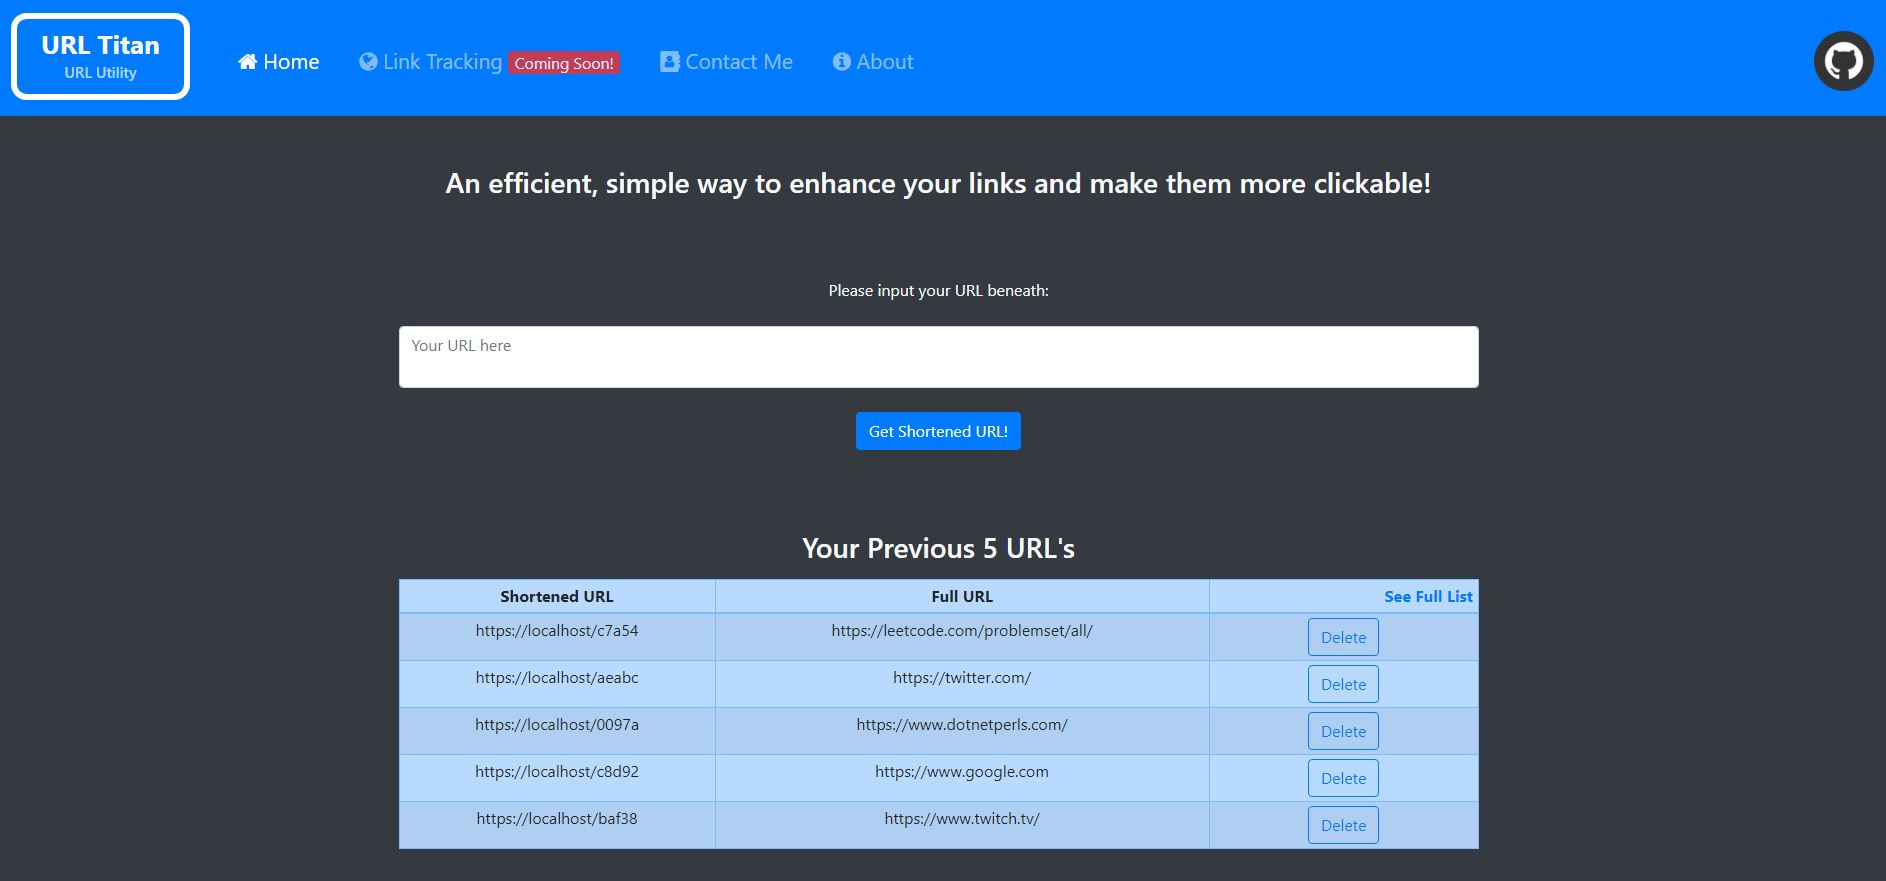 URL Titan
URL Utility
Home
Link Tracking Coming Soon!
Contact Me
About
An efficient, simple way to enhance your links and make them more clickable!
Please input your URL beneath:
Your URL here
Get Shortened URL!
Your Previous 5 URL's
Shortened URL Full URL See Full List
https://localhost/c7a54 https://leetcode.com/problemset/all/ Delete
https://localhost/aeabc https://twitter.com/ Delete
https://localhost/0097a https://www.dotnetperls.com/ Delete
https://localhost/c8d92 https://www.google.com Delete
https://localhost/baf38 https://www.twitch.tv/ Delete